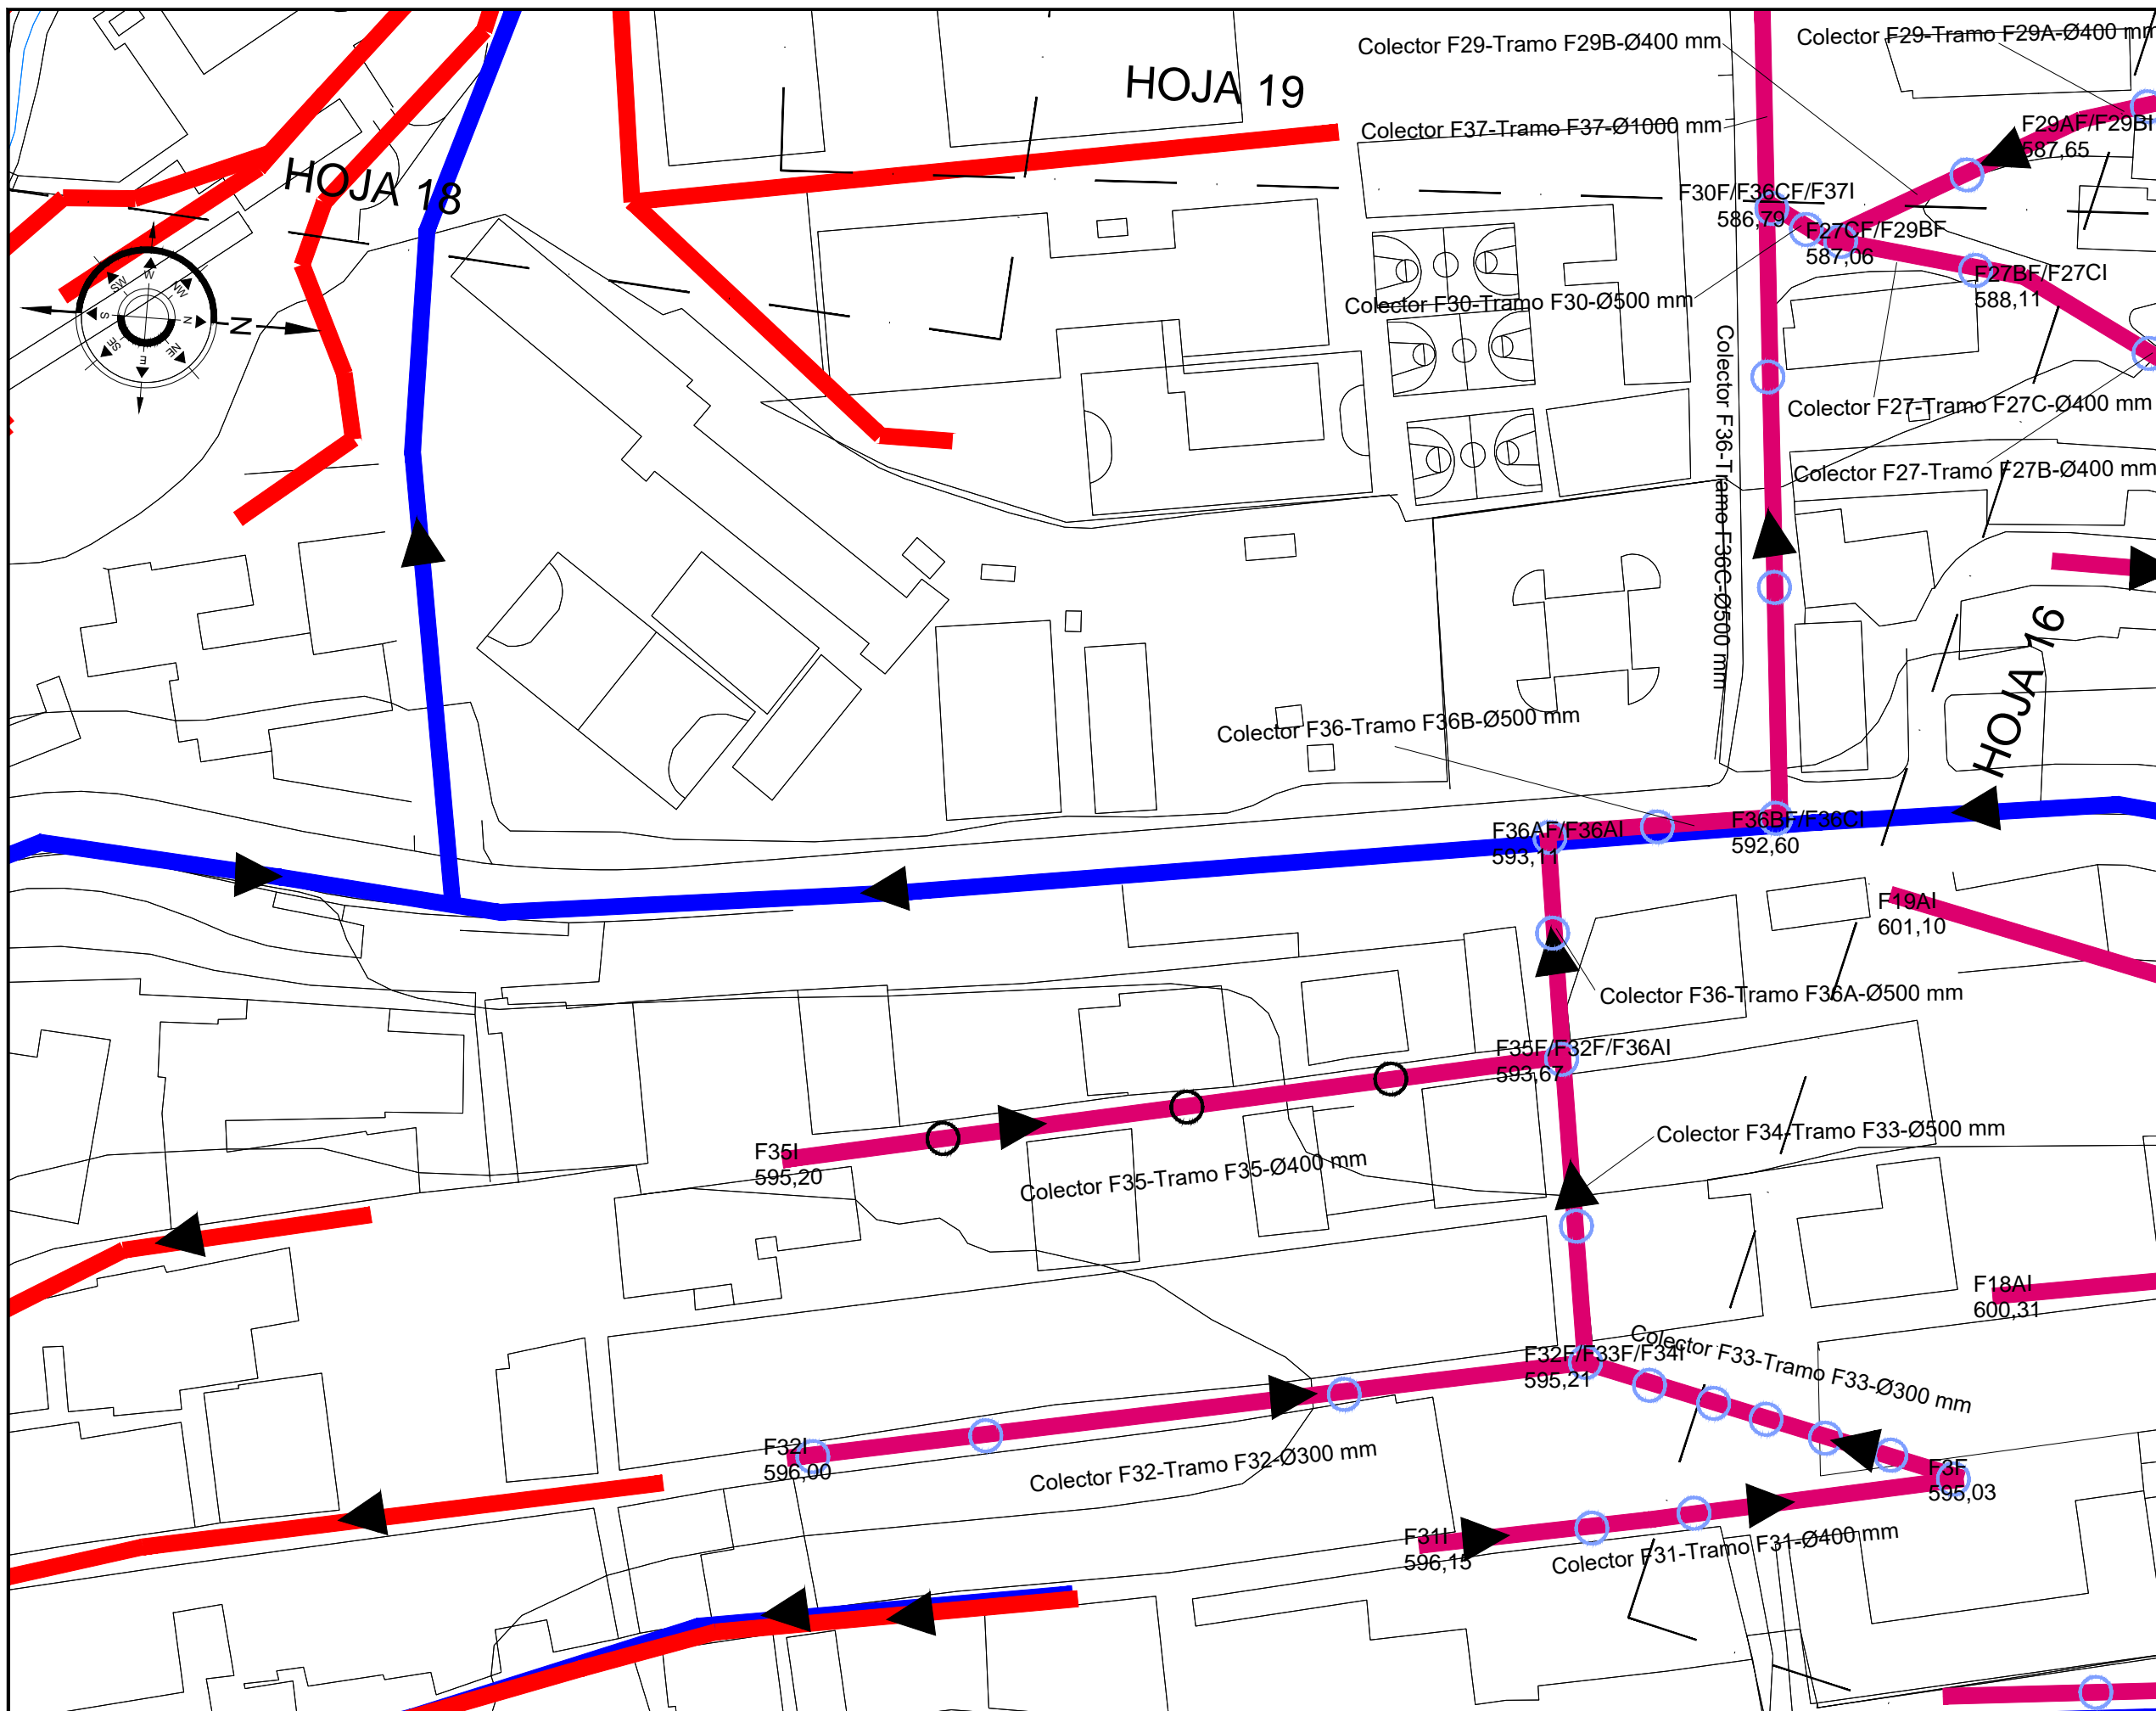 Colector F29-Tramo F29B-Ø400 mm
Colector F29-Tramo F29A-Ø400 mm
HOJA 19
Colector F37-Tramo F37-Ø1000 mm
F29AF/F29BI
587,65
HOJA 18
F30F/F36CF/F37I
586,79
F27CF/F29BF
587,06
F27BF/F27CI
588,11
W
NW
N
NE
E
SE
S
SW
N
Colector F30-Tramo F30-Ø500 mm
Colector F36-Tramo F36C-Ø500 mm
Colector F27-Tramo F27C-Ø400 mm
Colector F27-Tramo F27B-Ø400 mm
HOJA 16
Colector F36-Tramo F36B-Ø500 mm
F36AF/F36AI
593,11
F36BF/F36CI
592,60
F19AI
601,10
Colector F36-Tramo F36A-Ø500 mm
F35F/F32F/F36AI
593,67
Colector F34-Tramo F33-Ø500 mm
F35I
595,20
Colector F35-Tramo F35-Ø400 mm
F18AI
600,31
Colector F33-Tramo F33-Ø300 mm
F32F/F33F/F34I
595,21
F32I
596,00
Colector F32-Tramo F32-Ø300 mm
F3F
595,03
F31I
596,15
Colector F31-Tramo F31-Ø400 mm